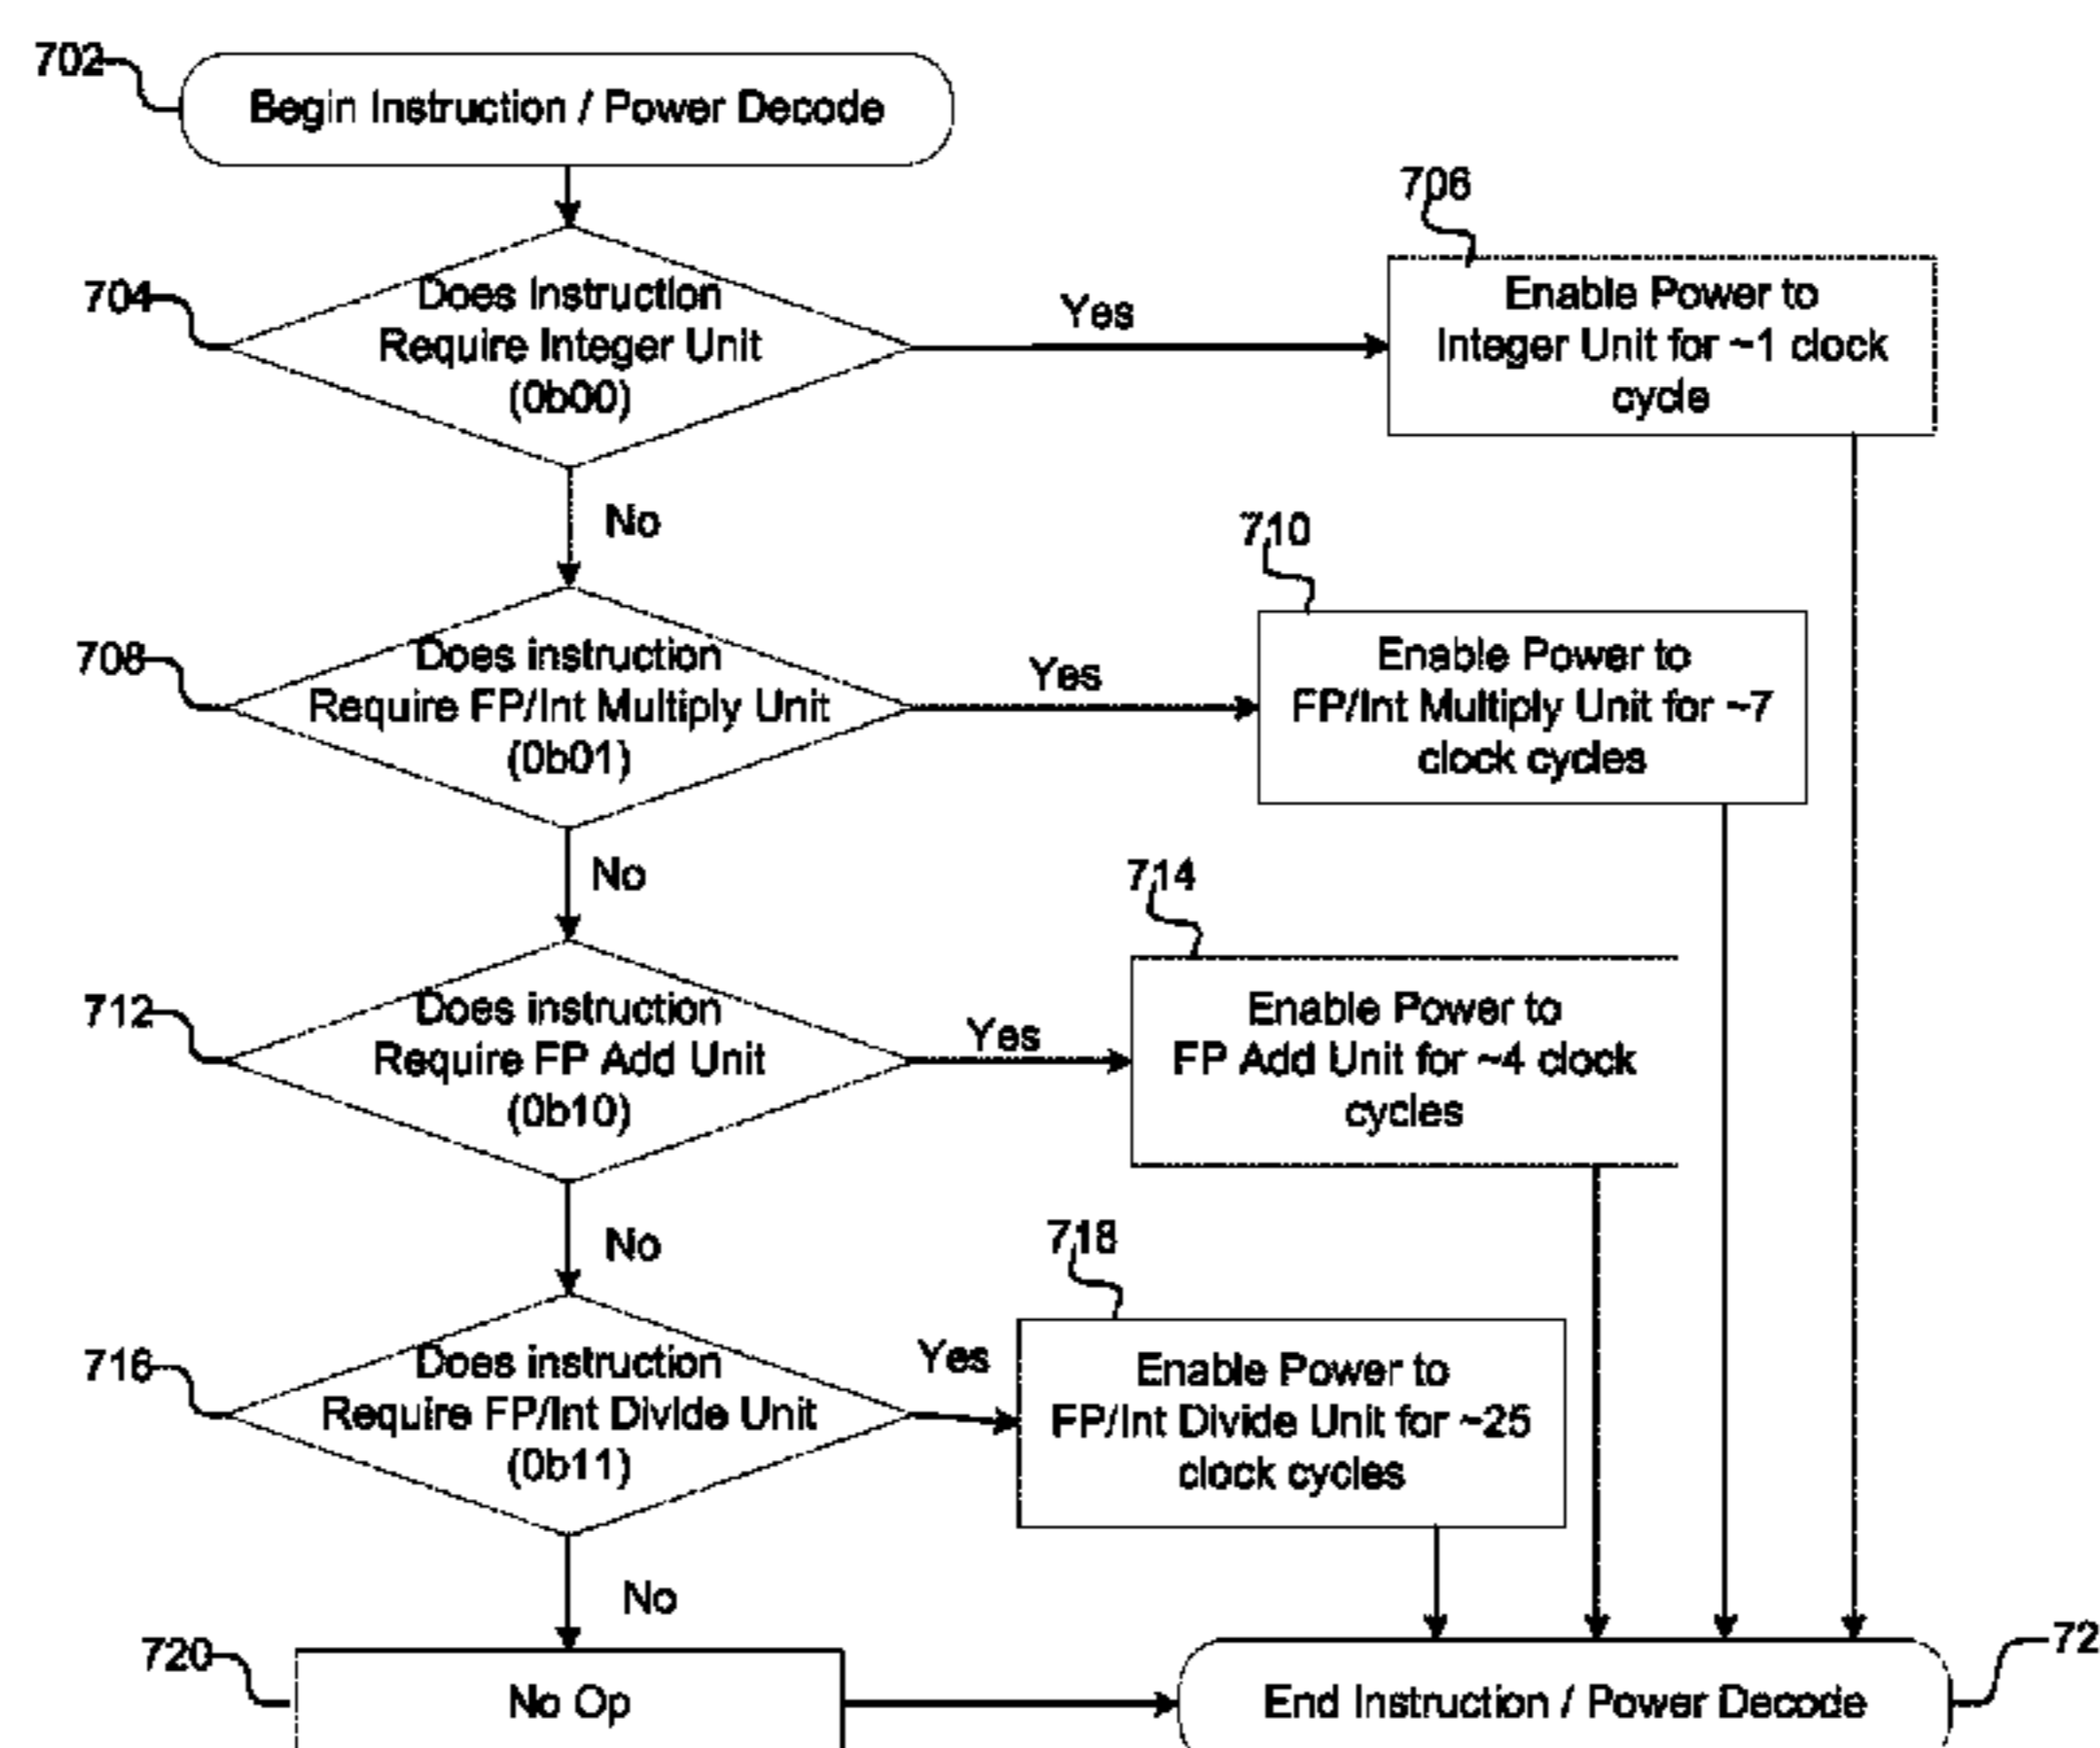 702
Begin Instruction / Power Decode
706
704
Does Instruction
Require Integer Unit
(0b00)
Yes
Enable Power to
Integer Unit for ~1 clock
cycle
No
710
708
Does instruction
Require FP/Int Multiply Unit
(0b01)
Yes
Enable Power to
FP/Int Multiply Unit for ~7
clock cycles
No
714
712
Does instruction
Require FP Add Unit
(0b10)
Yes
Enable Power to
FP Add Unit for ~4 clock
cycles
No
718
716
Does instruction
Require FP/Int Divide Unit
(0b11)
Yes
Enable Power to
FP/Int Divide Unit for ~25
clock cycles
No
720
No Op
End Instruction / Power Decode
72